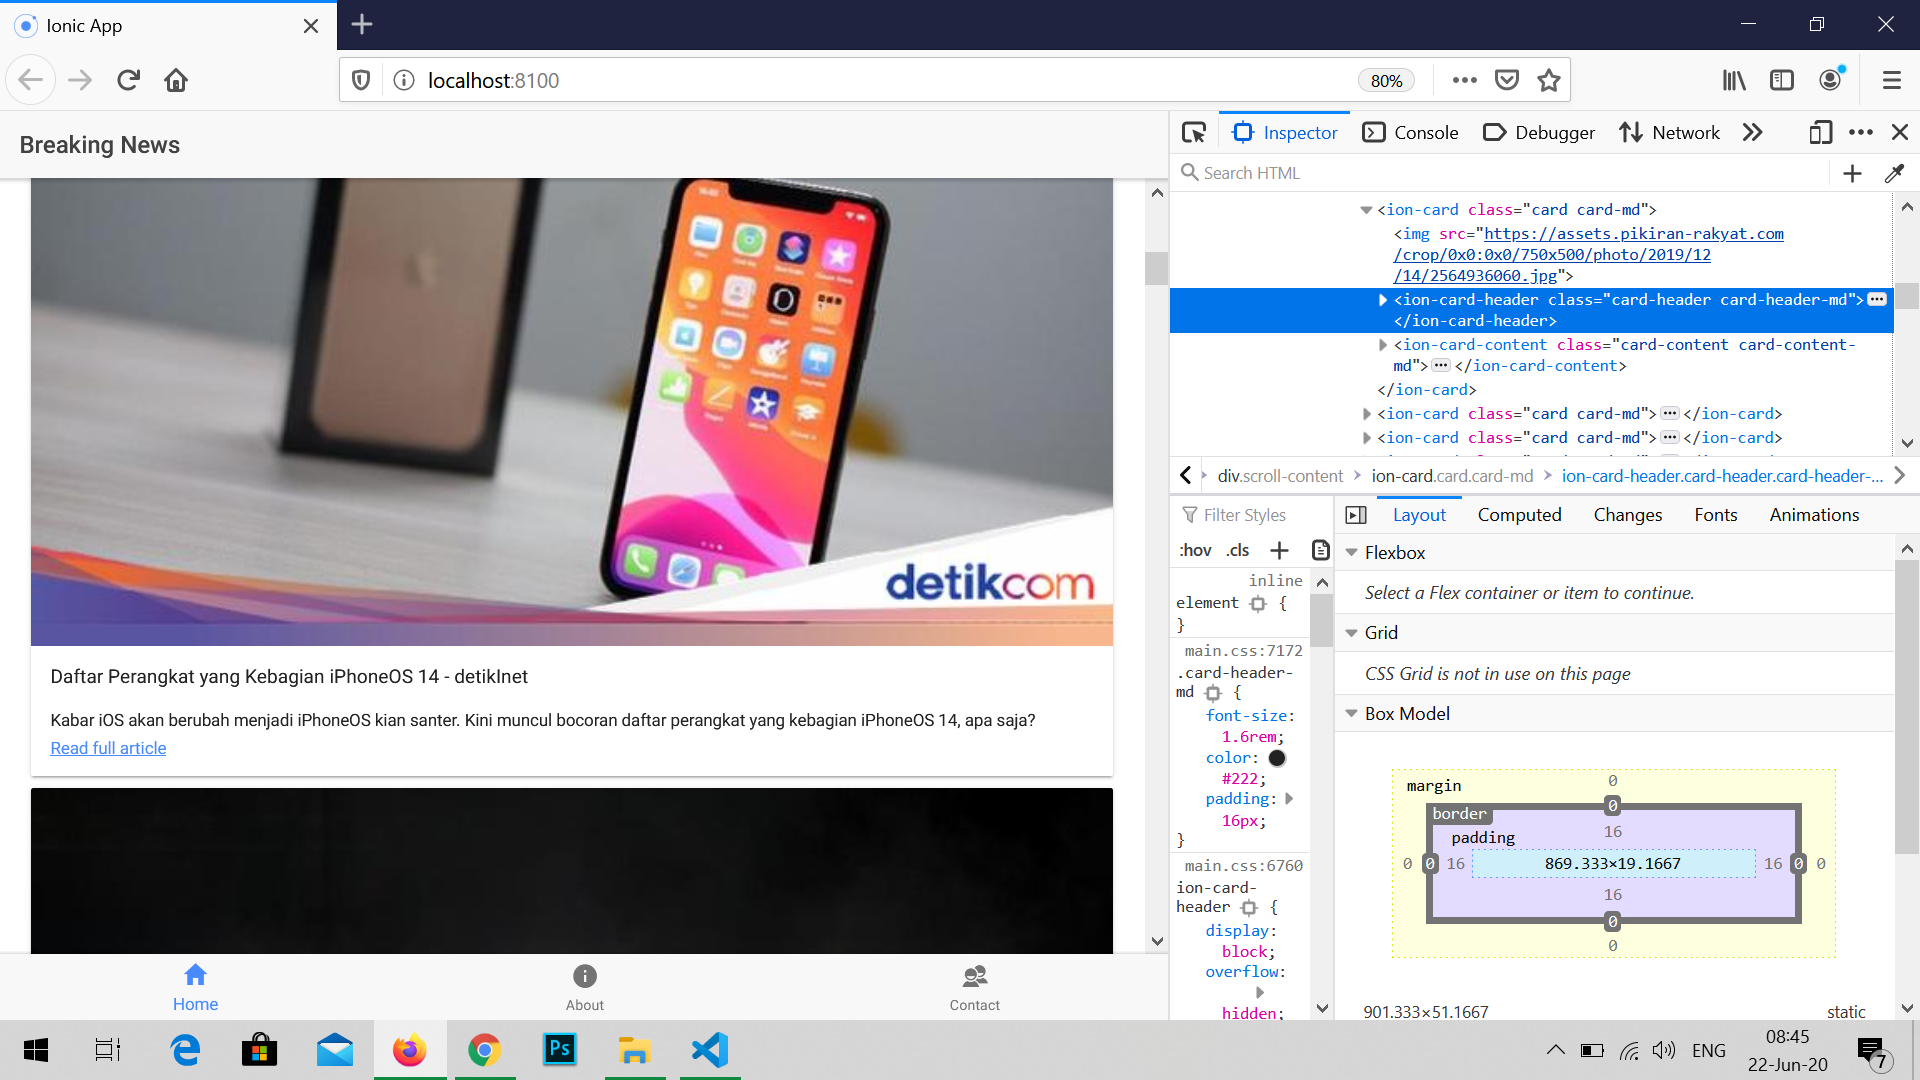 Ionic App
localhost:8100
80%
Breaking News
detikcom
Daftar Perangkat yang Kebagian iPhoneOS 14 - detikInet
Kabar iOS akan berubah menjadi iPhoneOS kian santer. Kini muncul bocoran daftar perangkat yang kebagian iPhoneOS 14, apa saja?
Read full article
Home
About
Contact
Inspector
Console
Debugger
Network
Search HTML
<ion-card class="card card-md">
<img src="https://assets.pikiran-rakyat.com
/crop/0x0:0x0/750x500/photo/2019/12
/14/2564936060.jpg">
<ion-card-header class="card-header card-header-md">
</ion-card-header>
<ion-card-content class="card-content card-content-
md"></ion-card-content>
</ion-card>
<ion-card class="card card-md"></ion-card>
<ion-card class="card card-md"></ion-card>
div.scroll-content
ion-card.card.card-md
ion-card-header.card-header.card-header-...
Filter Styles
:hov .cls
inline
element {
}
main.css:7172
.card-header-
md {
font-size:
1.6rem;
color:
#222;
padding:
16px;
}
main.css:6760
ion-card-
header {
display:
block;
overflow:
hidden;
Layout
Computed
Changes
Fonts
Animations
Flexbox
Select a Flex container or item to continue.
Grid
CSS Grid is not in use on this page
Box Model
margin
0
border
0
padding
16
0 0 16 869.333×19.1667 16 0 0
16
0
0
901.333×51.1667
static
Ps
ENG
08:45
22-Jun-20
7